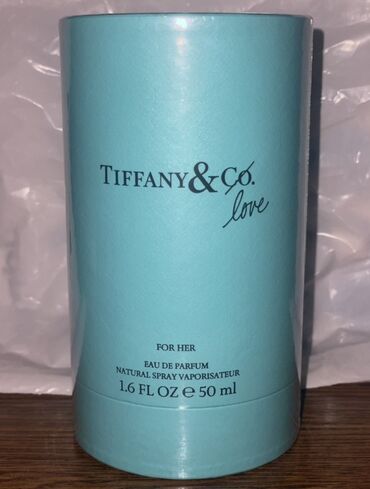 TIFFANY & CO.
love
FOR HER
EAU DE PARFUM
NATURAL SPRAY VAPORISATEUR
1.6 FL OZ ℮ 50 ml